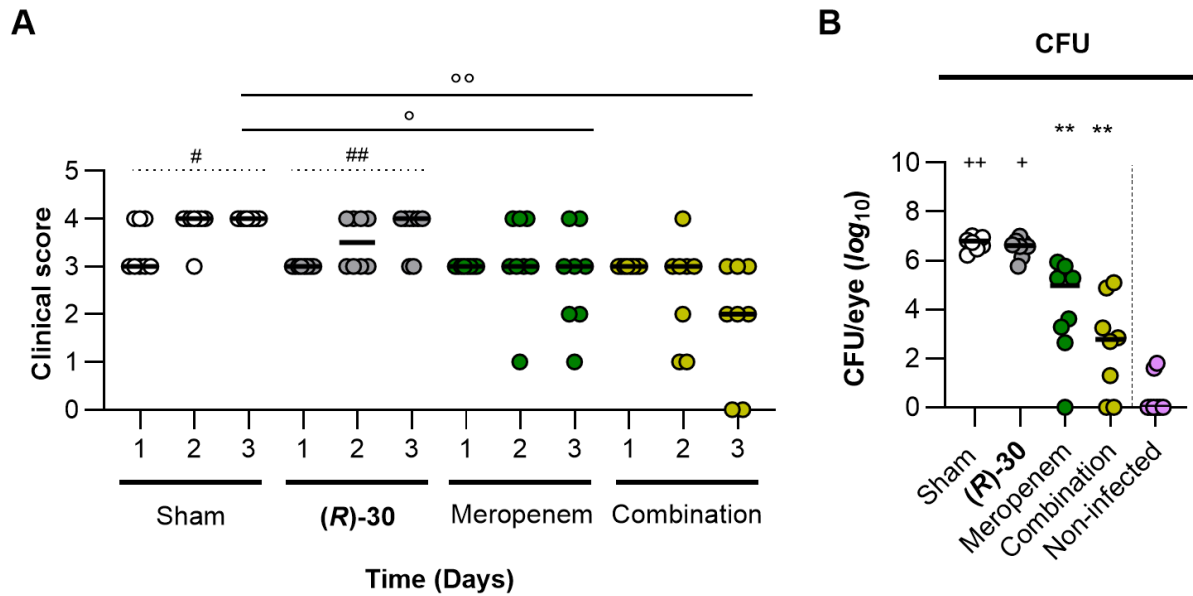 A
°°
°
# ##
5
4
3
2
1
0
Clinical score
1 2 3 1 2 3 1 2 3 1 2 3
Sham (R)-30 Meropenem Combination
Time (Days)
B
CFU
** **
++ +
10
8
6
4
2
0
CFU/eye (log10)
Sham
(R)-30
Meropenem
Combination
Non-infected